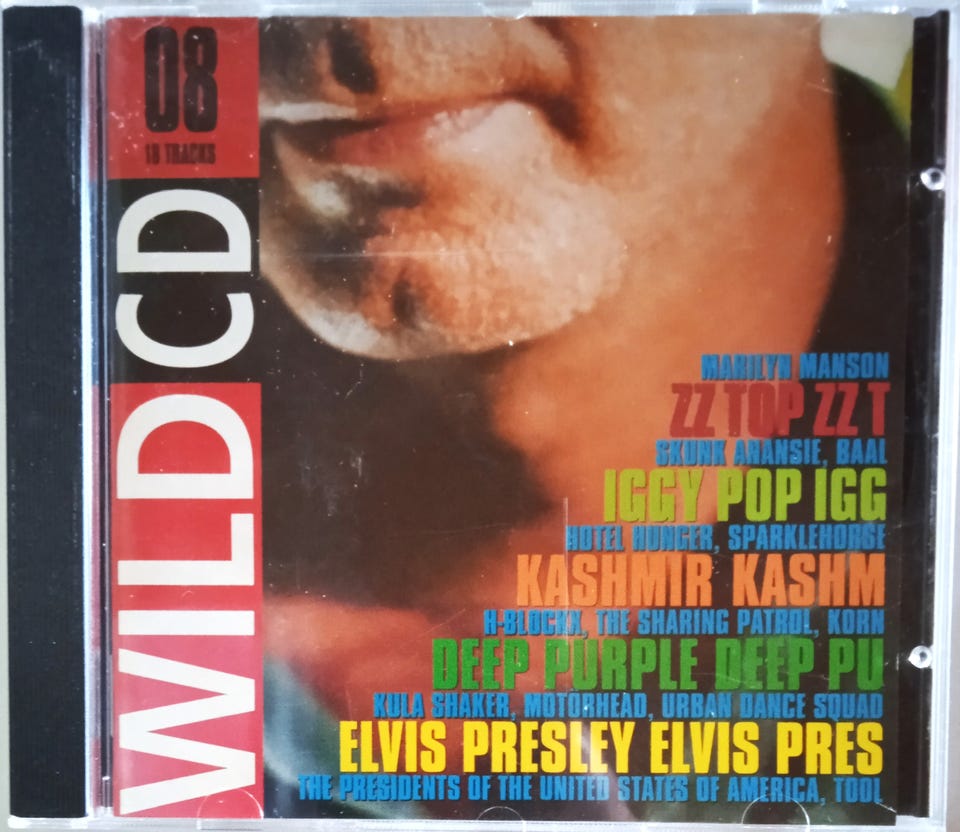 08
18 TRACKS
WILD CD
MARILYN MANSON
ZZ TOP ZZ T
SKUNK ANANSIE, BAAL
IGGY POP IGG
HOTEL HUNGER, SPARKLEHORSE
KASHMIR KASHM
H-BLOCKX, THE SHARING PATROL, KORN
DEEP PURPLE DEEP PU
KULA SHAKER, MOTORHEAD, URBAN DANCE SQUAD
ELVIS PRESLEY ELVIS PRES
THE PRESIDENTS OF THE UNITED STATES OF AMERICA, TOOL